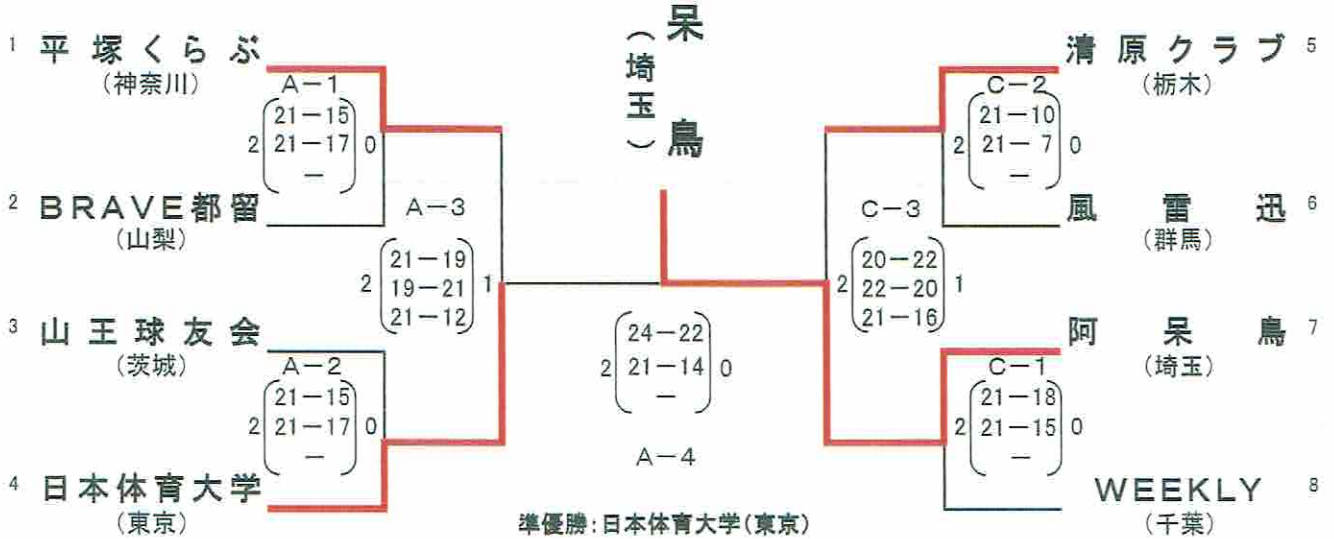 呆鳥
(埼玉)
1 平塚くらぶ
(神奈川)
A-1
21-15
2 21-17 0
-
2 BRAVE都留
(山梨)
A-3
21-19
2 19-21 1
21-12
3 山王球友会
(茨城)
A-2
21-15
2 21-17 0
-
4 日本体育大学
(東京)
24-22
2 21-14 0
-
A-4
準優勝:日本体育大学(東京)
清原クラブ 5
(栃木)
C-2
21-10
2 21-7 0
-
風雷迅 6
(群馬)
C-3
20-22
2 22-20 1
21-16
阿呆鳥 7
(埼玉)
C-1
21-18
2 21-15 0
-
WEEKLY 8
(千葉)